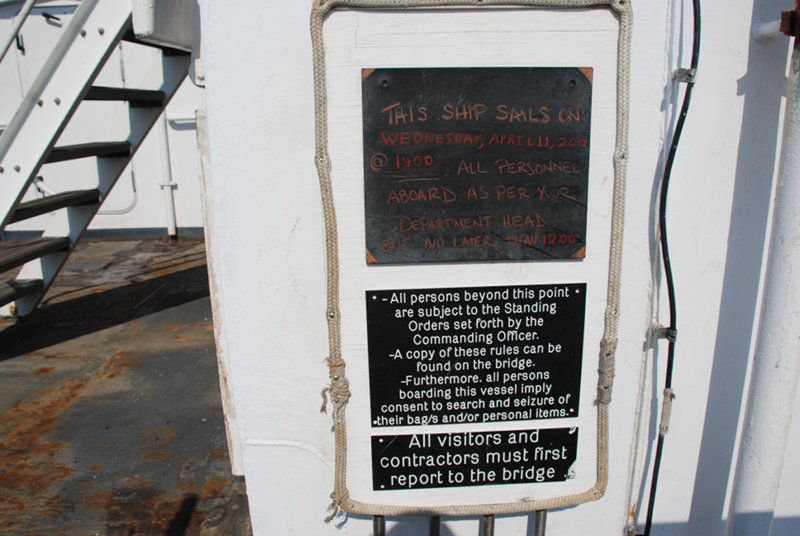 THIS SHIP SAILS ON:
WEDNESDAY, APRIL 11, 2012
@ 1400, ALL PERSONNEL
ABOARD AS PER YOUR
DEPARTMENT HEAD
BUT NO LATER THAN 1200
-All persons beyond this point
are subject to the Standing
Orders set forth by the
Commanding Officer.
-A copy of these rules can be
found on the bridge.
-Furthermore, all persons
boarding this vessel imply
consent to search and seizure of
their bag/s and/or personal items.
All visitors and
contractors must first
report to the bridge